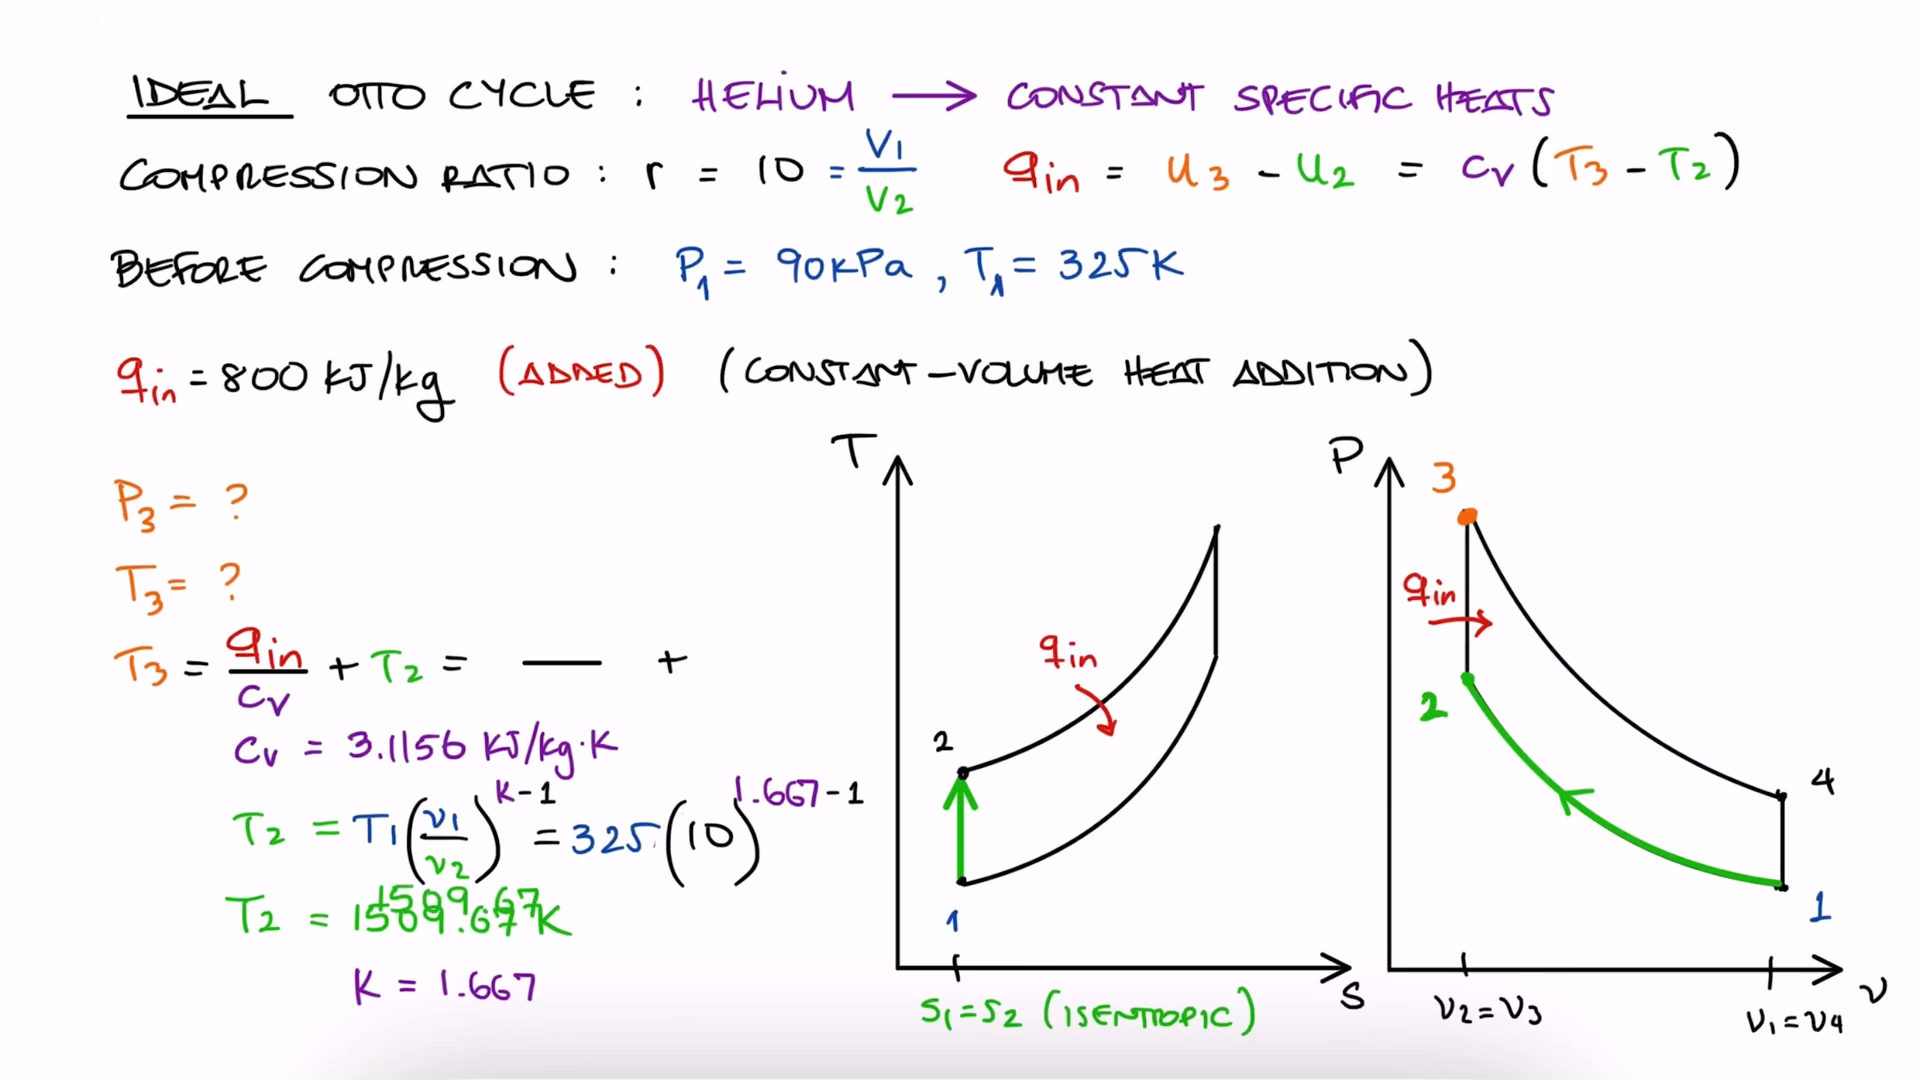 IDEAL OTTO CYCLE : HELIUM → CONSTANT SPECIFIC HEATS
COMPRESSION RATIO : r = 10 = V1/V2 qin = U3 - U2 = Cv (T3 - T2)
BEFORE COMPRESSION : P1 = 90kPa , T1 = 325K
qin = 800 kJ/kg (ADDED) (CONSTANT-VOLUME HEAT ADDITION)
P3 = ?
T3 = ?
T3 = qin/Cv + T2 = — +
Cv = 3.1156 kJ/kg·K
T2 = T1 (v1/v2)^K-1 = 325 (10)^1.667-1
T2 = 1509.67K
K = 1.667
T
qin
2
1
S
S1=S2 (ISENTROPIC)
P
3
qin
2
4
1
v
v2=v3
v1=v4